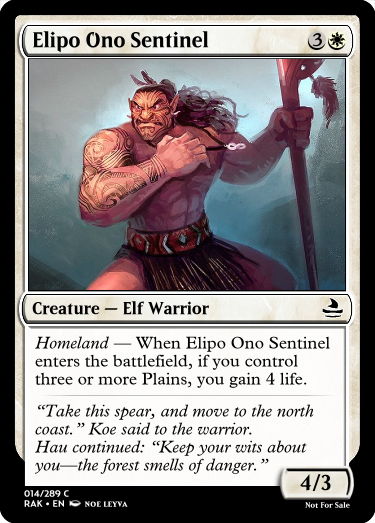 Elipo Ono Sentinel 3
Creature — Elf Warrior
Homeland — When Elipo Ono Sentinel
enters the battlefield, if you control
three or more Plains, you gain 4 life.
“Take this spear, and move to the north
coast.” Koe said to the warrior.
Hau continued: “Keep your wits about
you—the forest smells of danger.”
4/3
014/289 C
RAK • EN NOE LEYVA
Not For Sale